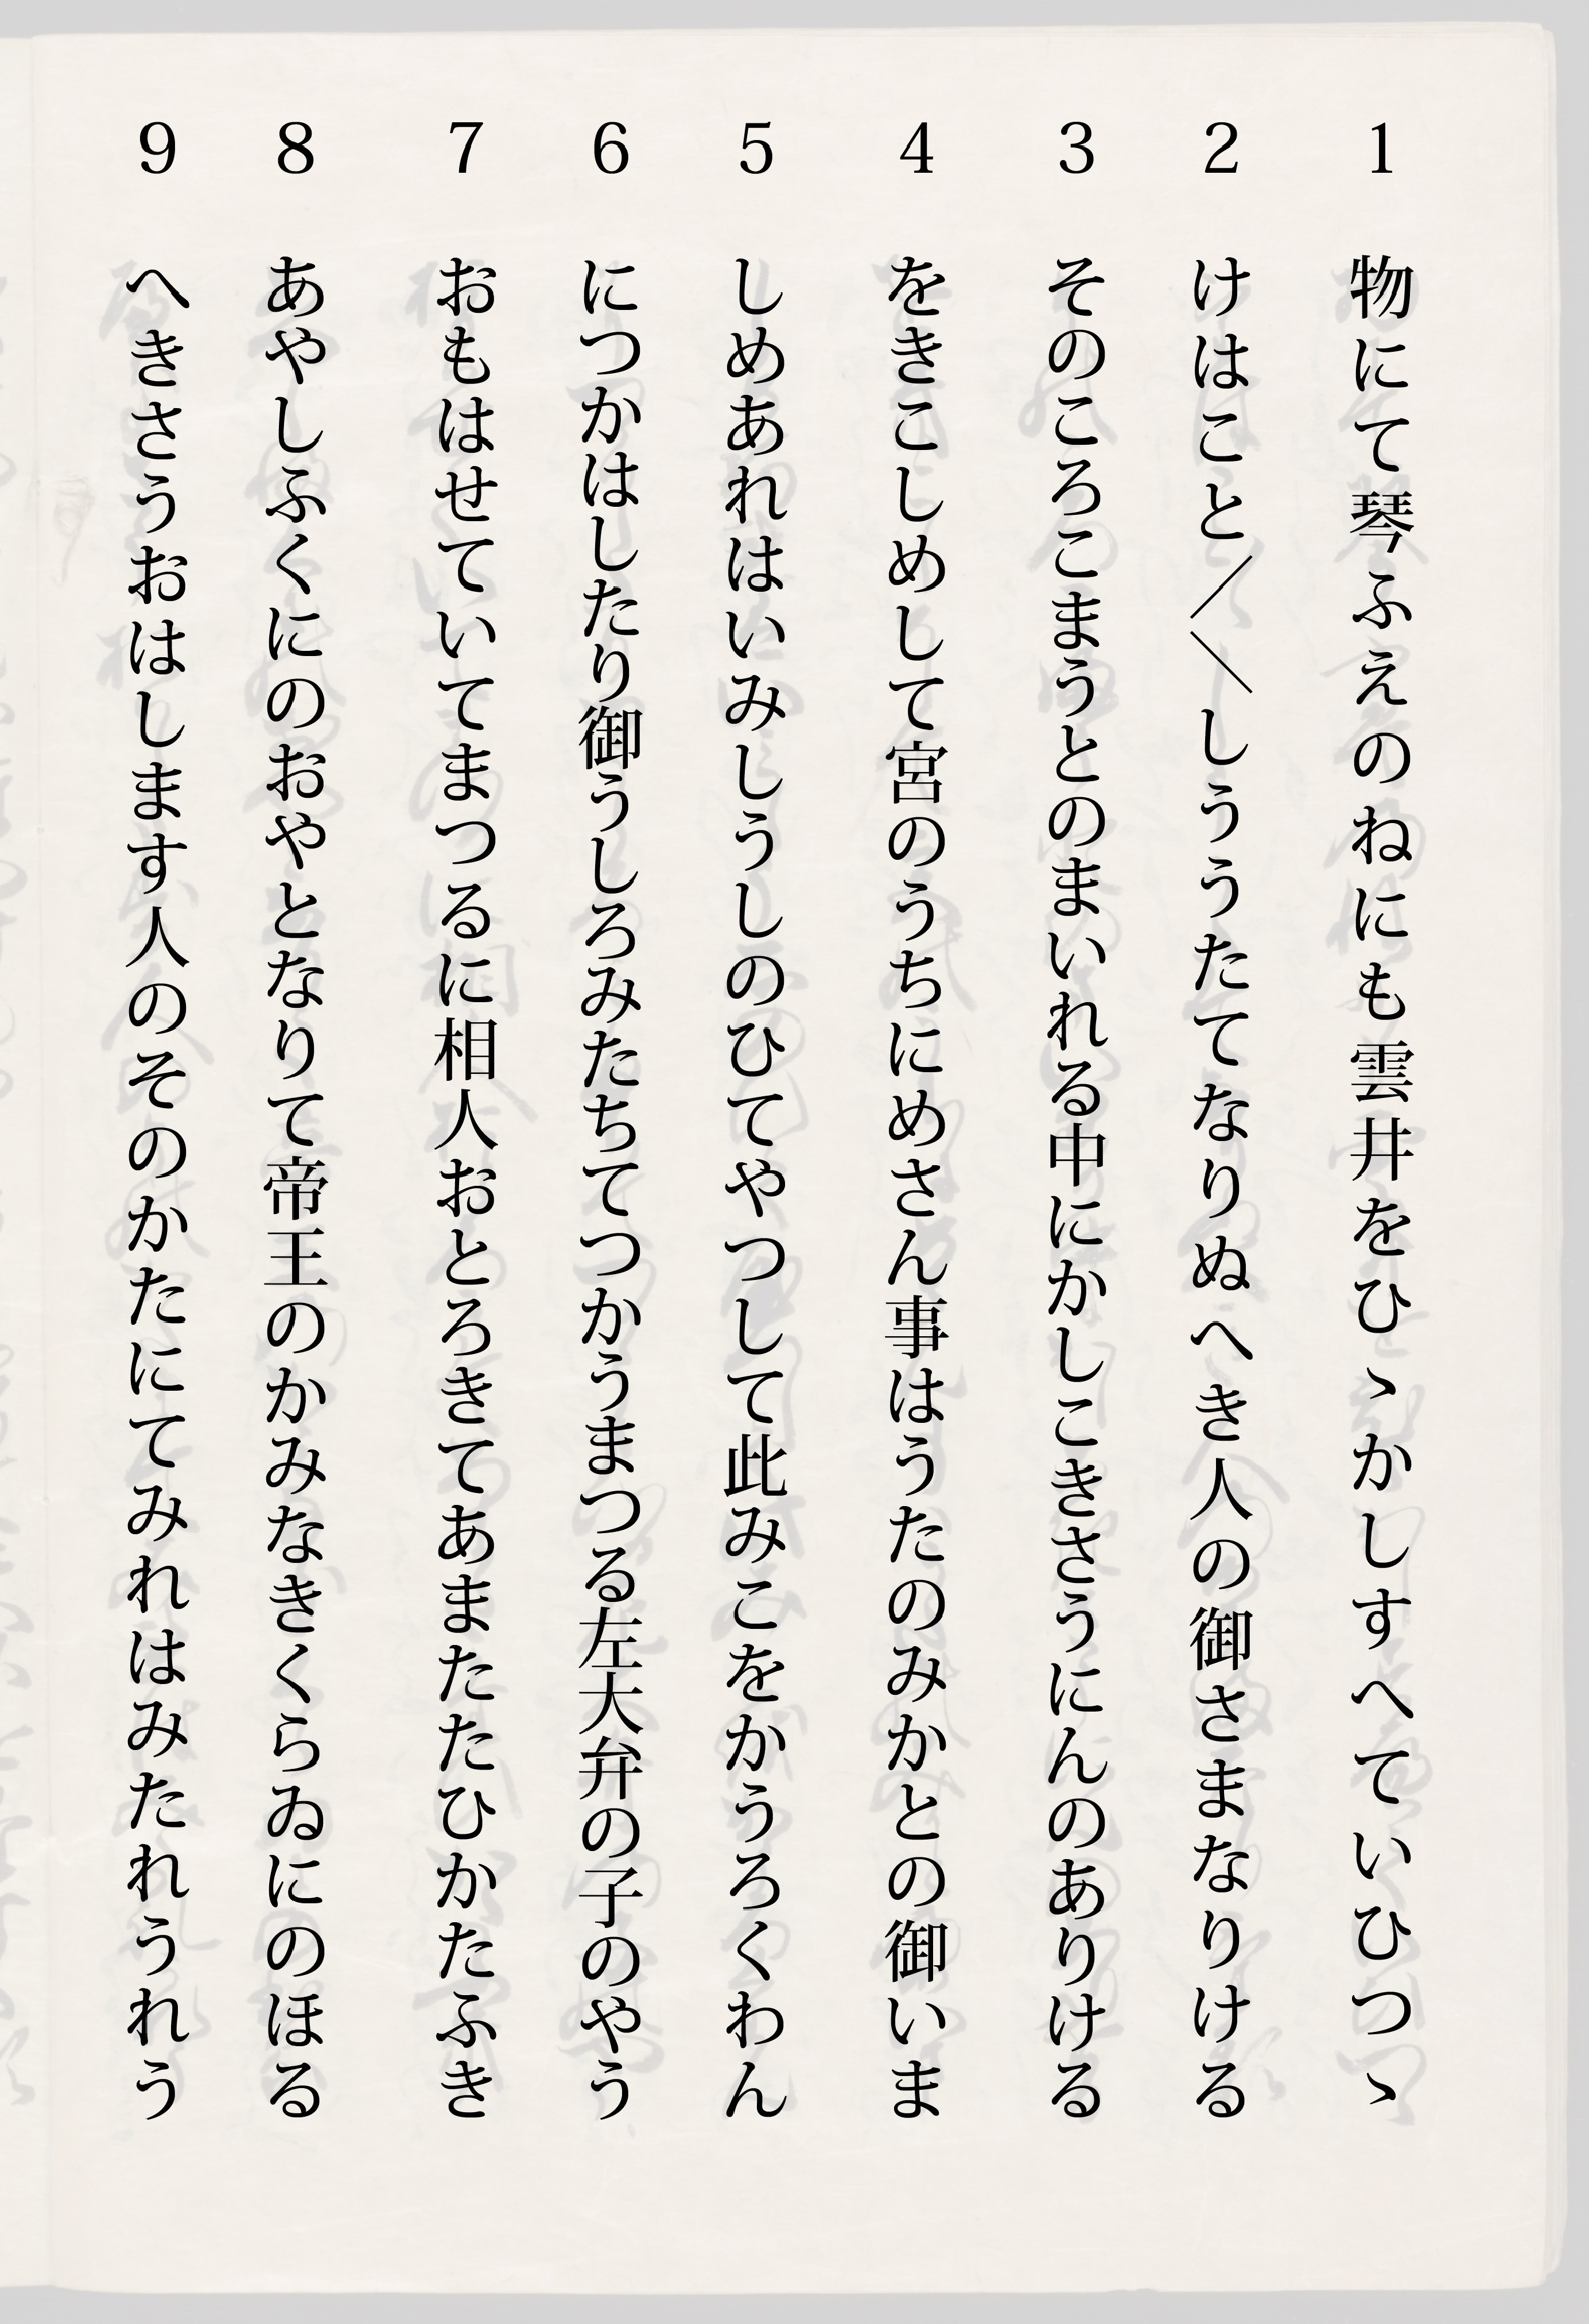 1 物にて琴ふえのねにも雲井をひゝかしすへていひつゝ
2 けはこと〳〵しううたてなりぬへき人の御さまなりける
3 そのころこまうとのまいれる中にかしこきさうにんのありける
4 をきこしめして宮のうちにめさん事はうたのみかとの御いま
5 しめあれはいみしうしのひてやつして此みこをかうろくわん
6 につかはしたり御うしろみたちてつかうまつる左大弁の子のやう
7 おもはせていてまつるに相人おとろきてあまたたひかたふき
8 あやしふくにのおやとなりて帝王のかみなきくらゐにのほる
9 へきさうおはします人のそのかたにてみれはみたれうれう